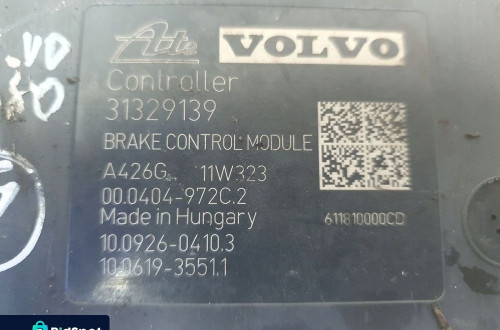 Ate VOLVO
Controller
31329139
BRAKE CONTROL MODULE
A426G 11W323
00.0404-972C.2
Made in Hungary
611810000CD
10.0926-0410.3
10.0619-3551.1
BidSpot